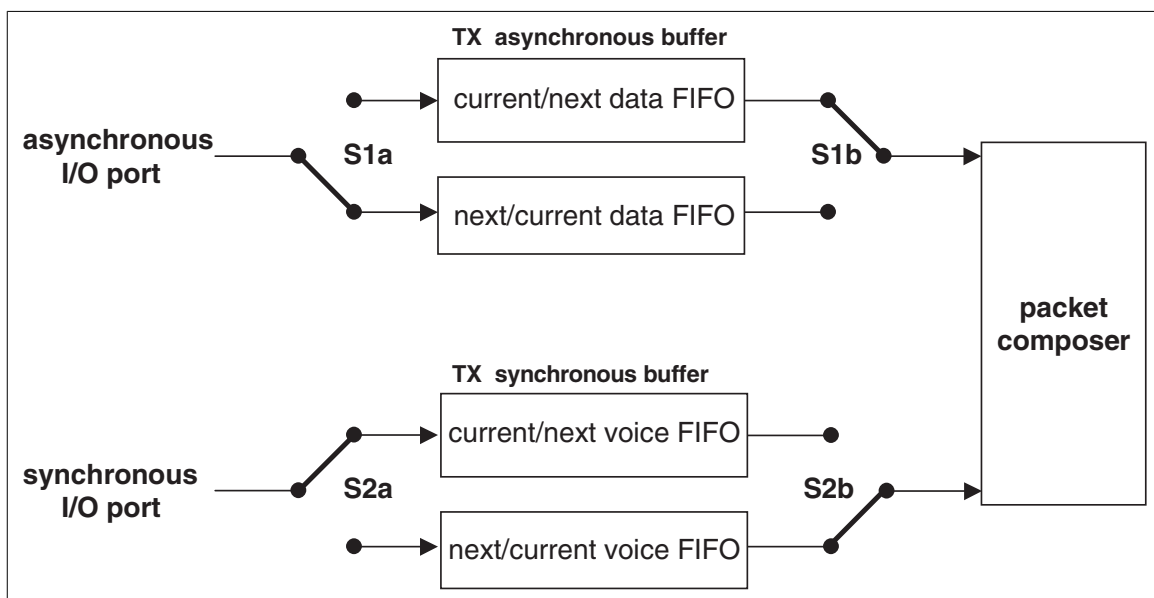 TX asynchronous buffer
current/next data FIFO
asynchronous
I/O port
S1a
S1b
next/current data FIFO
packet
composer
TX synchronous buffer
current/next voice FIFO
synchronous
I/O port
S2a
S2b
next/current voice FIFO